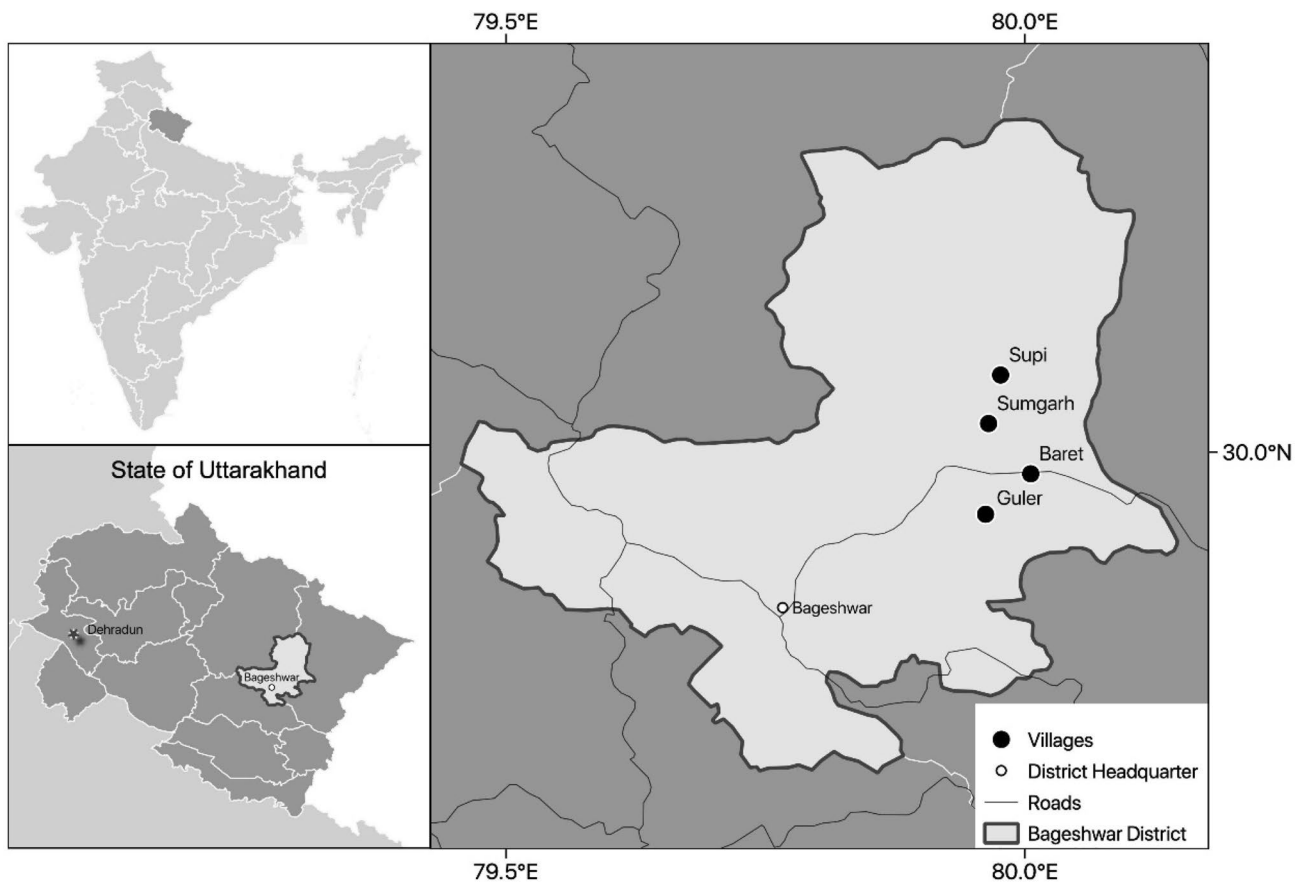 79.5°E
80.0°E
State of Uttarakhand
Dehradun
Bageshwar
Supi
Sumgarh
Baret
Guler
Bageshwar
30.0°N
Villages
District Headquarter
Roads
Bageshwar District
79.5°E
80.0°E